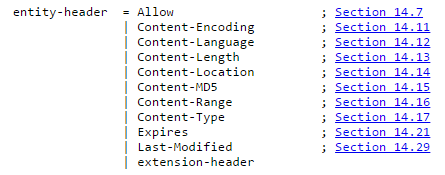 entity-header  = Allow                    ; Section 14.7
               | Content-Encoding         ; Section 14.11
               | Content-Language         ; Section 14.12
               | Content-Length           ; Section 14.13
               | Content-Location         ; Section 14.14
               | Content-MD5              ; Section 14.15
               | Content-Range            ; Section 14.16
               | Content-Type             ; Section 14.17
               | Expires                  ; Section 14.21
               | Last-Modified            ; Section 14.29
               | extension-header